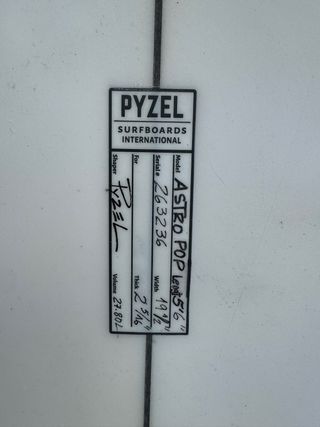 PYZEL
SURFBOARDS
INTERNATIONAL
Model ASTRO POP Length 5'6"
Serial# 263236 Width 19 1/2"
For Thick 2 5/16"
Shaper PYZEL Volume 27.80L